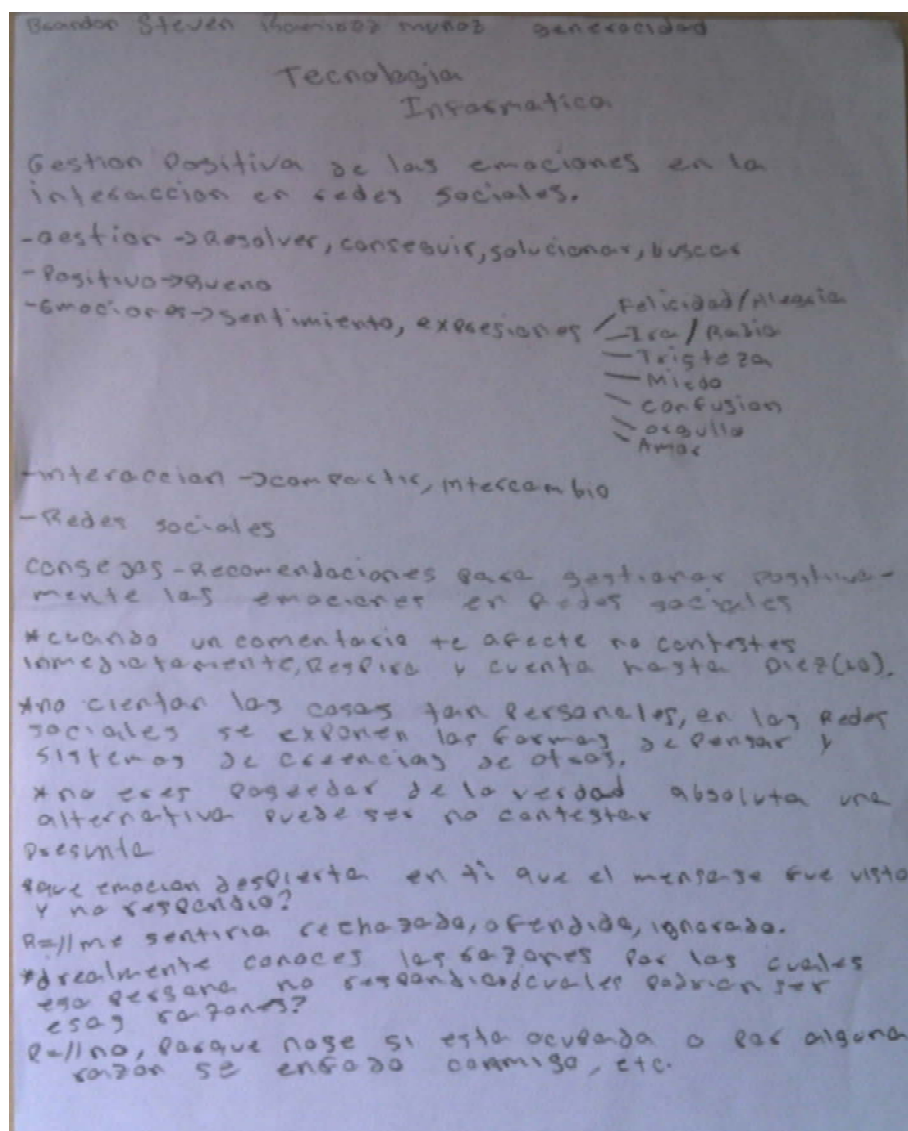 Brandon Steven muñoz generocidad
Tecnologia
Informatica
Gestion Positiva de las emociones en la
interaccion en redes sociales.
-gestion->Resolver, conseguir, solucionar, buscar
-Positivo->Bueno
-Emociones->sentimiento, expresiones
Felicidad/Alegria
Ira/Rabia
Tristeza
Miedo
confusion
orgullo
Amor
-interaccion->compartir, intercambio
-Redes sociales
consejos-Recomendaciones para gestionar positiva-
mente las emociones en Redes sociales
*cuando un comentario te afecte no contestes
inmediatamente, Respira y cuenta hasta Diez(10).
*no cientan las cosas tan Personales, en las Redes
sociales se exponen las formas de Pensar y
sistemas de creencias de otros.
*no eres poseedor de la verdad absoluta una
alternativa puede ser no contestar
Presunta
que emocion despierta en ti que el mensaje fue visto
y no respondio?
R=//me sentiria rechazada, ofendida, ignorada.
*¿realmente conoces las razones por las cuales
esa persona no respondio¿cuales podrian ser
esas razones?
R=//no, porque nose si esta ocupada o por alguna
razon se enfado conmigo, etc.